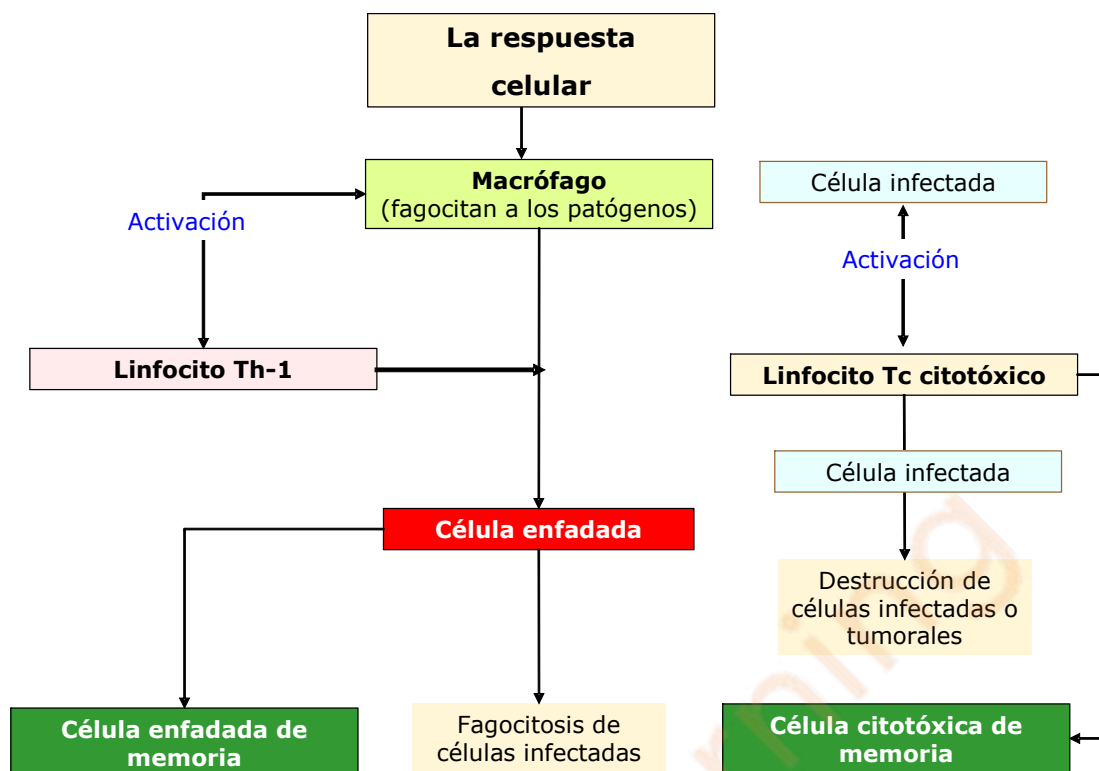 La respuesta
celular
Macrófago
(fagocitan a los patógenos)
Célula infectada
Activación
Activación
Linfocito Th-1
Linfocito Tc citotóxico
Célula infectada
Célula enfadada
Destrucción de
células infectadas o
tumorales
Célula enfadada de
memoria
Fagocitosis de
células infectadas
Célula citotóxica de
memoria